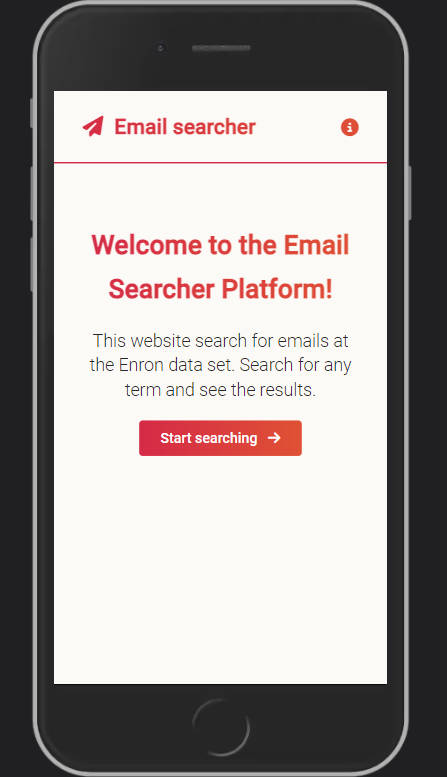 Email searcher
Welcome to the Email
Searcher Platform!
This website search for emails at
the Enron data set. Search for any
term and see the results.
Start searching